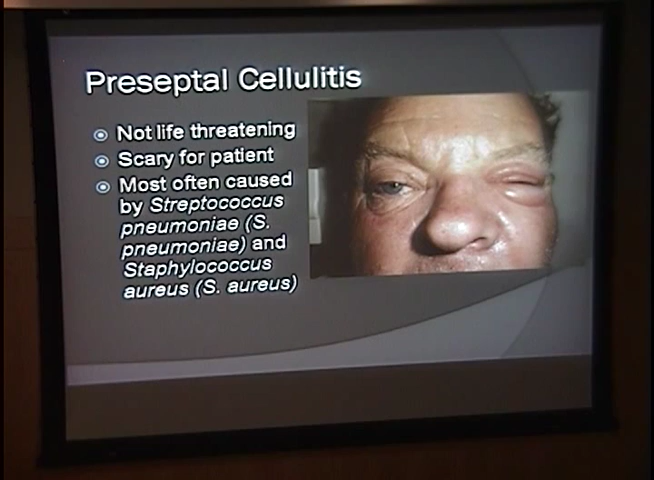 Preseptal Cellulitis
Not life threatening
Scary for patient
Most often caused
by Streptococcus
pneumoniae (S.
pneumoniae) and
Staphylococcus
aureus (S. aureus)